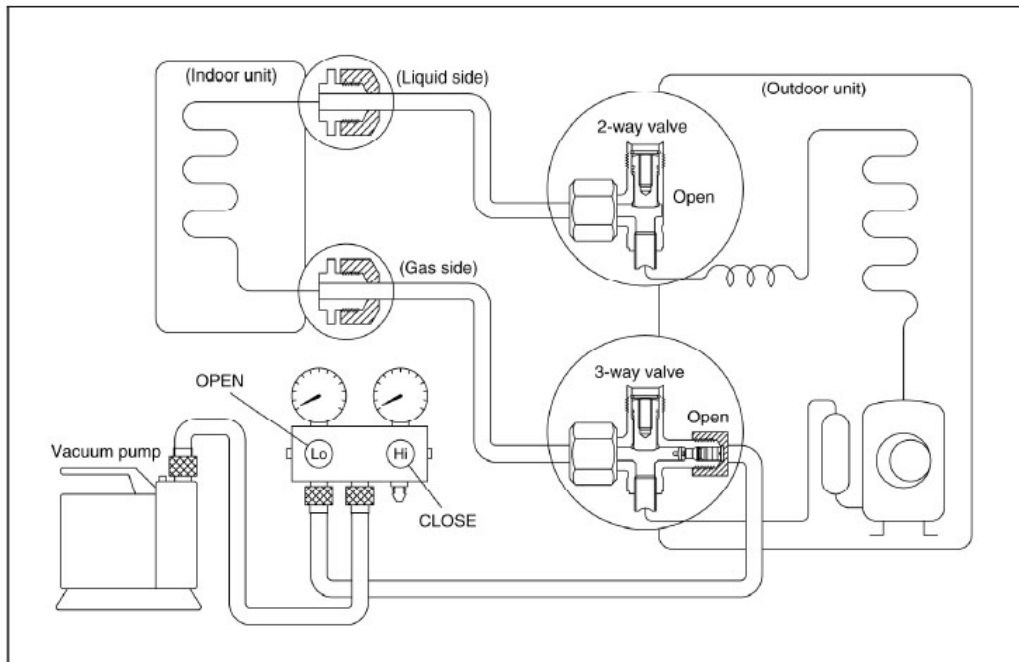 (Indoor unit)
(Liquid side)
(Outdoor unit)
2-way valve
Open
(Gas side)
3-way valve
Open
OPEN
Lo
Hi
Vacuum pump
CLOSE